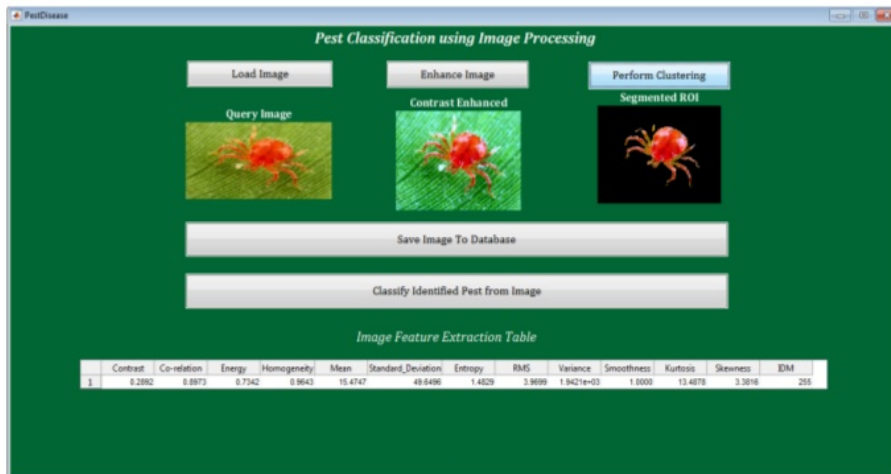 PestDisease
Pest Classification using Image Processing
Load Image Enhance Image Perform Clustering
Query Image Contrast Enhanced Segmented ROI
Save Image To Database
Classify Identified Pest from Image
Image Feature Extraction Table
Contrast Co-relation Energy Homogeneity Mean Standard_Deviation Entropy RMS Variance Smoothness Kurtosis Skewness IDM
1 0.2892 0.8973 0.7342 0.9643 15.4747 49.6496 1.4829 3.9699 1.9421e+03 1.0000 13.4878 3.3816 255